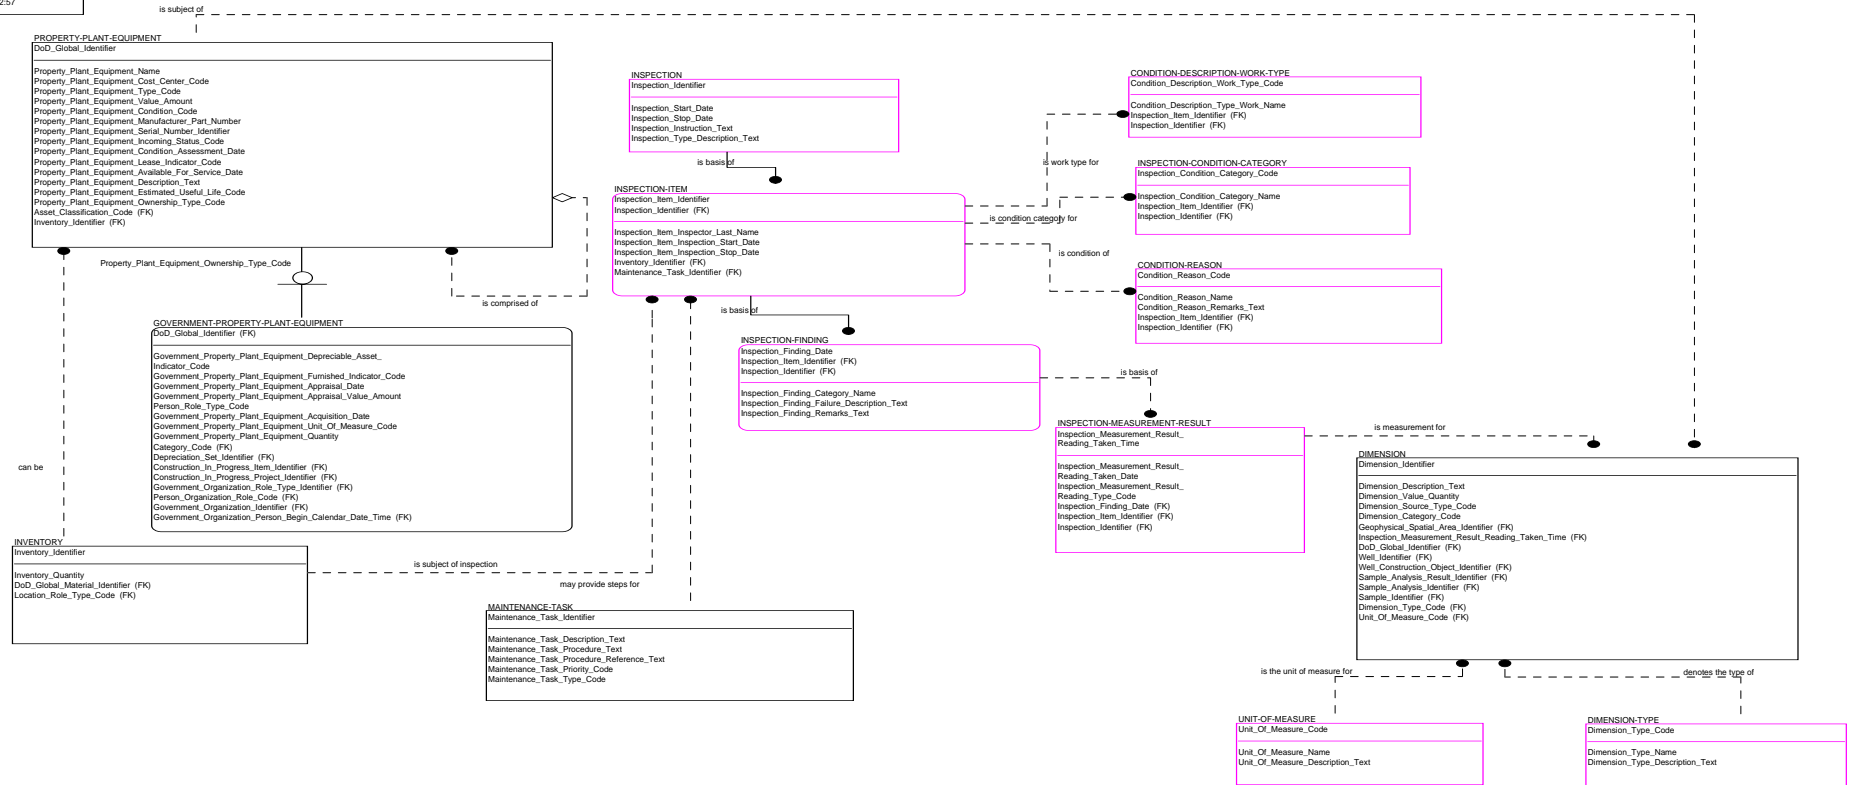 2:57
is subject of
PROPERTY-PLANT-EQUIPMENT
DoD_Global_Identifier
Property_Plant_Equipment_Name
Property_Plant_Equipment_Cost_Center_Code
Property_Plant_Equipment_Type_Code
Property_Plant_Equipment_Value_Amount
Property_Plant_Equipment_Condition_Code
Property_Plant_Equipment_Manufacturer_Part_Number
Property_Plant_Equipment_Serial_Number_Identifier
Property_Plant_Equipment_Incoming_Status_Code
Property_Plant_Equipment_Condition_Assessment_Date
Property_Plant_Equipment_Lease_Indicator_Code
Property_Plant_Equipment_Available_For_Service_Date
Property_Plant_Equipment_Description_Text
Property_Plant_Equipment_Estimated_Useful_Life_Code
Property_Plant_Equipment_Ownership_Type_Code
Asset_Classification_Code (FK)
Inventory_Identifier (FK)
Property_Plant_Equipment_Ownership_Type_Code
is comprised of
GOVERNMENT-PROPERTY-PLANT-EQUIPMENT
DoD_Global_Identifier (FK)
Government_Property_Plant_Equipment_Depreciable_Asset_
Indicator_Code
Government_Property_Plant_Equipment_Furnished_Indicator_Code
Government_Property_Plant_Equipment_Appraisal_Date
Government_Property_Plant_Equipment_Appraisal_Value_Amount
Person_Role_Type_Code
Government_Property_Plant_Equipment_Acquisition_Date
Government_Property_Plant_Equipment_Unit_Of_Measure_Code
Government_Property_Plant_Equipment_Quantity
Category_Code (FK)
Depreciation_Set_Identifier (FK)
Construction_In_Progress_Item_Identifier (FK)
Construction_In_Progress_Project_Identifier (FK)
Government_Organization_Role_Type_Identifier (FK)
Person_Organization_Role_Code (FK)
Government_Organization_Identifier (FK)
Government_Organization_Person_Begin_Calendar_Date_Time (FK)
can be
INVENTORY
Inventory_Identifier
Inventory_Quantity
DoD_Global_Material_Identifier (FK)
Location_Role_Type_Code (FK)
is subject of inspection
may provide steps for
MAINTENANCE-TASK
Maintenance_Task_Identifier
Maintenance_Task_Description_Text
Maintenance_Task_Procedure_Text
Maintenance_Task_Procedure_Reference_Text
Maintenance_Task_Priority_Code
Maintenance_Task_Type_Code
INSPECTION
Inspection_Identifier
Inspection_Start_Date
Inspection_Stop_Date
Inspection_Instruction_Text
Inspection_Type_Description_Text
is basis of
INSPECTION-ITEM
Inspection_Item_Identifier
Inspection_Identifier (FK)
Inspection_Item_Inspector_Last_Name
Inspection_Item_Inspection_Start_Date
Inspection_Item_Inspection_Stop_Date
Inventory_Identifier (FK)
Maintenance_Task_Identifier (FK)
is basis of
INSPECTION-FINDING
Inspection_Finding_Date
Inspection_Item_Identifier (FK)
Inspection_Identifier (FK)
Inspection_Finding_Category_Name
Inspection_Finding_Failure_Description_Text
Inspection_Finding_Remarks_Text
is work type for
is condition category for
is condition of
CONDITION-DESCRIPTION-WORK-TYPE
Condition_Description_Work_Type_Code
Condition_Description_Type_Work_Name
Inspection_Item_Identifier (FK)
Inspection_Identifier (FK)
INSPECTION-CONDITION-CATEGORY
Inspection_Condition_Category_Code
Inspection_Condition_Category_Name
Inspection_Item_Identifier (FK)
Inspection_Identifier (FK)
CONDITION-REASON
Condition_Reason_Code
Condition_Reason_Name
Condition_Reason_Remarks_Text
Inspection_Item_Identifier (FK)
Inspection_Identifier (FK)
is basis of
INSPECTION-MEASUREMENT-RESULT
Inspection_Measurement_Result_
Reading_Taken_Time
Inspection_Measurement_Result_
Reading_Taken_Date
Inspection_Measurement_Result_
Reading_Type_Code
Inspection_Finding_Date (FK)
Inspection_Item_Identifier (FK)
Inspection_Identifier (FK)
is measurement for
DIMENSION
Dimension_Identifier
Dimension_Description_Text
Dimension_Value_Quantity
Dimension_Source_Type_Code
Dimension_Category_Code
Geophysical_Spatial_Area_Identifier (FK)
Inspection_Measurement_Result_Reading_Taken_Time (FK)
DoD_Global_Identifier (FK)
Well_Identifier (FK)
Well_Construction_Object_Identifier (FK)
Sample_Analysis_Result_Identifier (FK)
Sample_Analysis_Identifier (FK)
Sample_Identifier (FK)
Dimension_Type_Code (FK)
Unit_Of_Measure_Code (FK)
is the unit of measure for
denotes the type of
UNIT-OF-MEASURE
Unit_Of_Measure_Code
Unit_Of_Measure_Name
Unit_Of_Measure_Description_Text
DIMENSION-TYPE
Dimension_Type_Code
Dimension_Type_Name
Dimension_Type_Description_Text